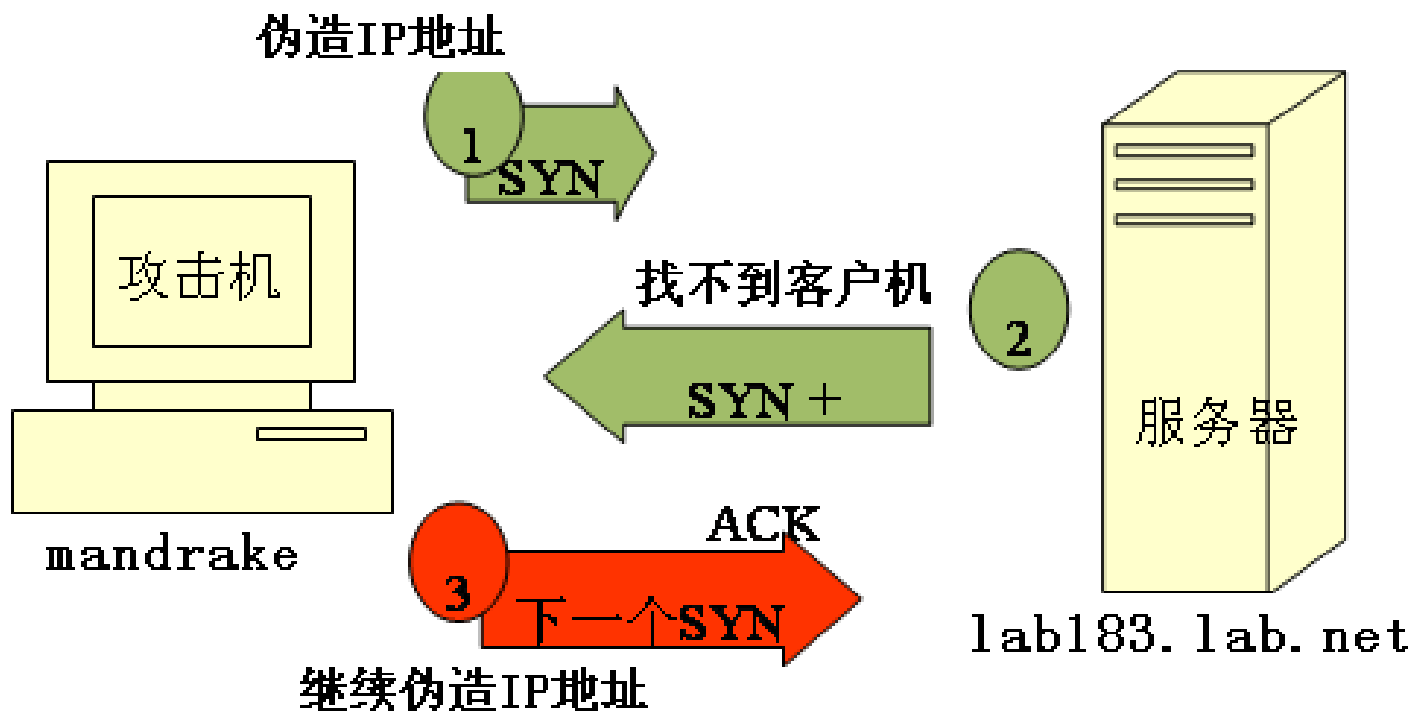 伪造IP地址
1
SYN
攻击机
找不到客户机
2
SYN＋
服务器
mandrake
ACK
3
下一个SYN
lab183.lab.net
继续伪造IP地址